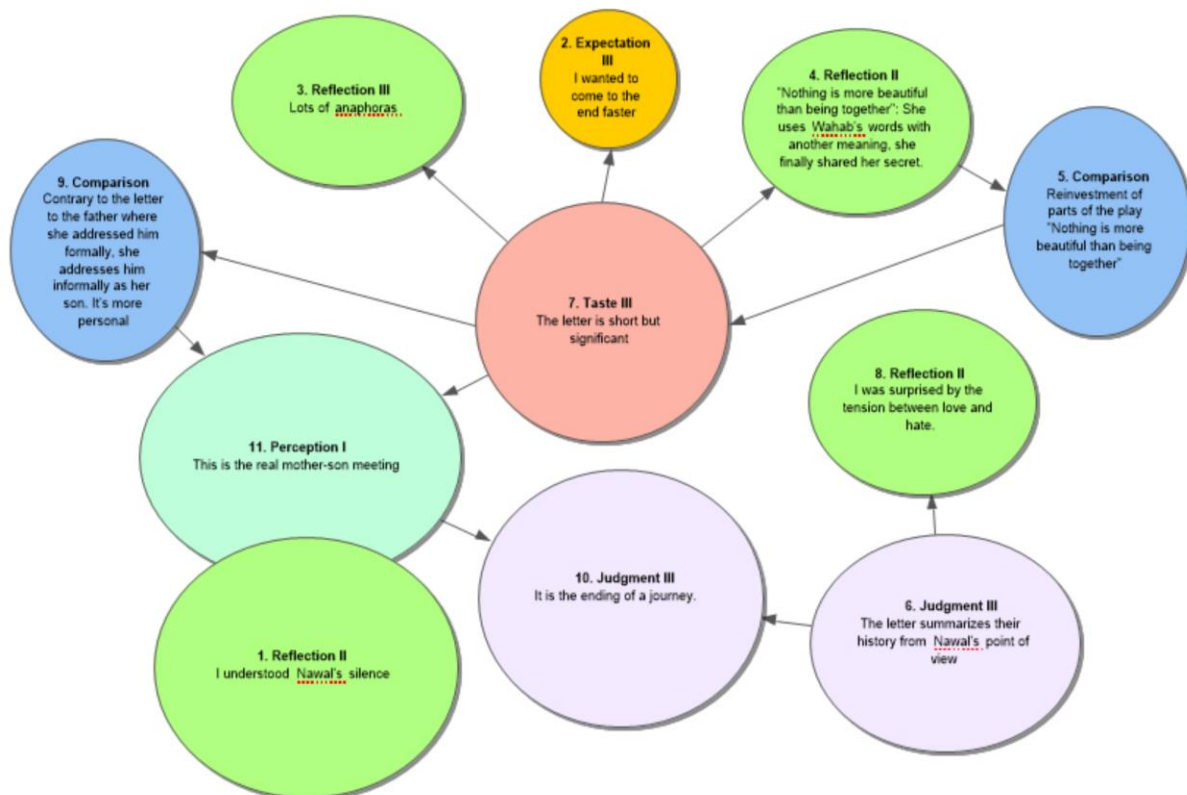 2. Expectation
III
I wanted to
come to the
end faster
3. Reflection III
Lots of anaphoras
4. Reflection II
"Nothing is more beautiful
than being together": She
uses Wahab's words with
another meaning, she
finally shared her secret.
9. Comparison
Contrary to the letter
to the father where
she addressed him
formally, she
addresses him
informally as her
son. It's more
personal
5. Comparison
Reinvestment of
parts of the play
"Nothing is more
beautiful than being
together"
7. Taste III
The letter is short but
significant
8. Reflection II
I was surprised by the
tension between love and
hate.
11. Perception I
This is the real mother-son meeting
10. Judgment III
It is the ending of a journey.
6. Judgment III
The letter summarizes their
history from Nawal's point of
view
1. Reflection II
I understood Nawal's silence